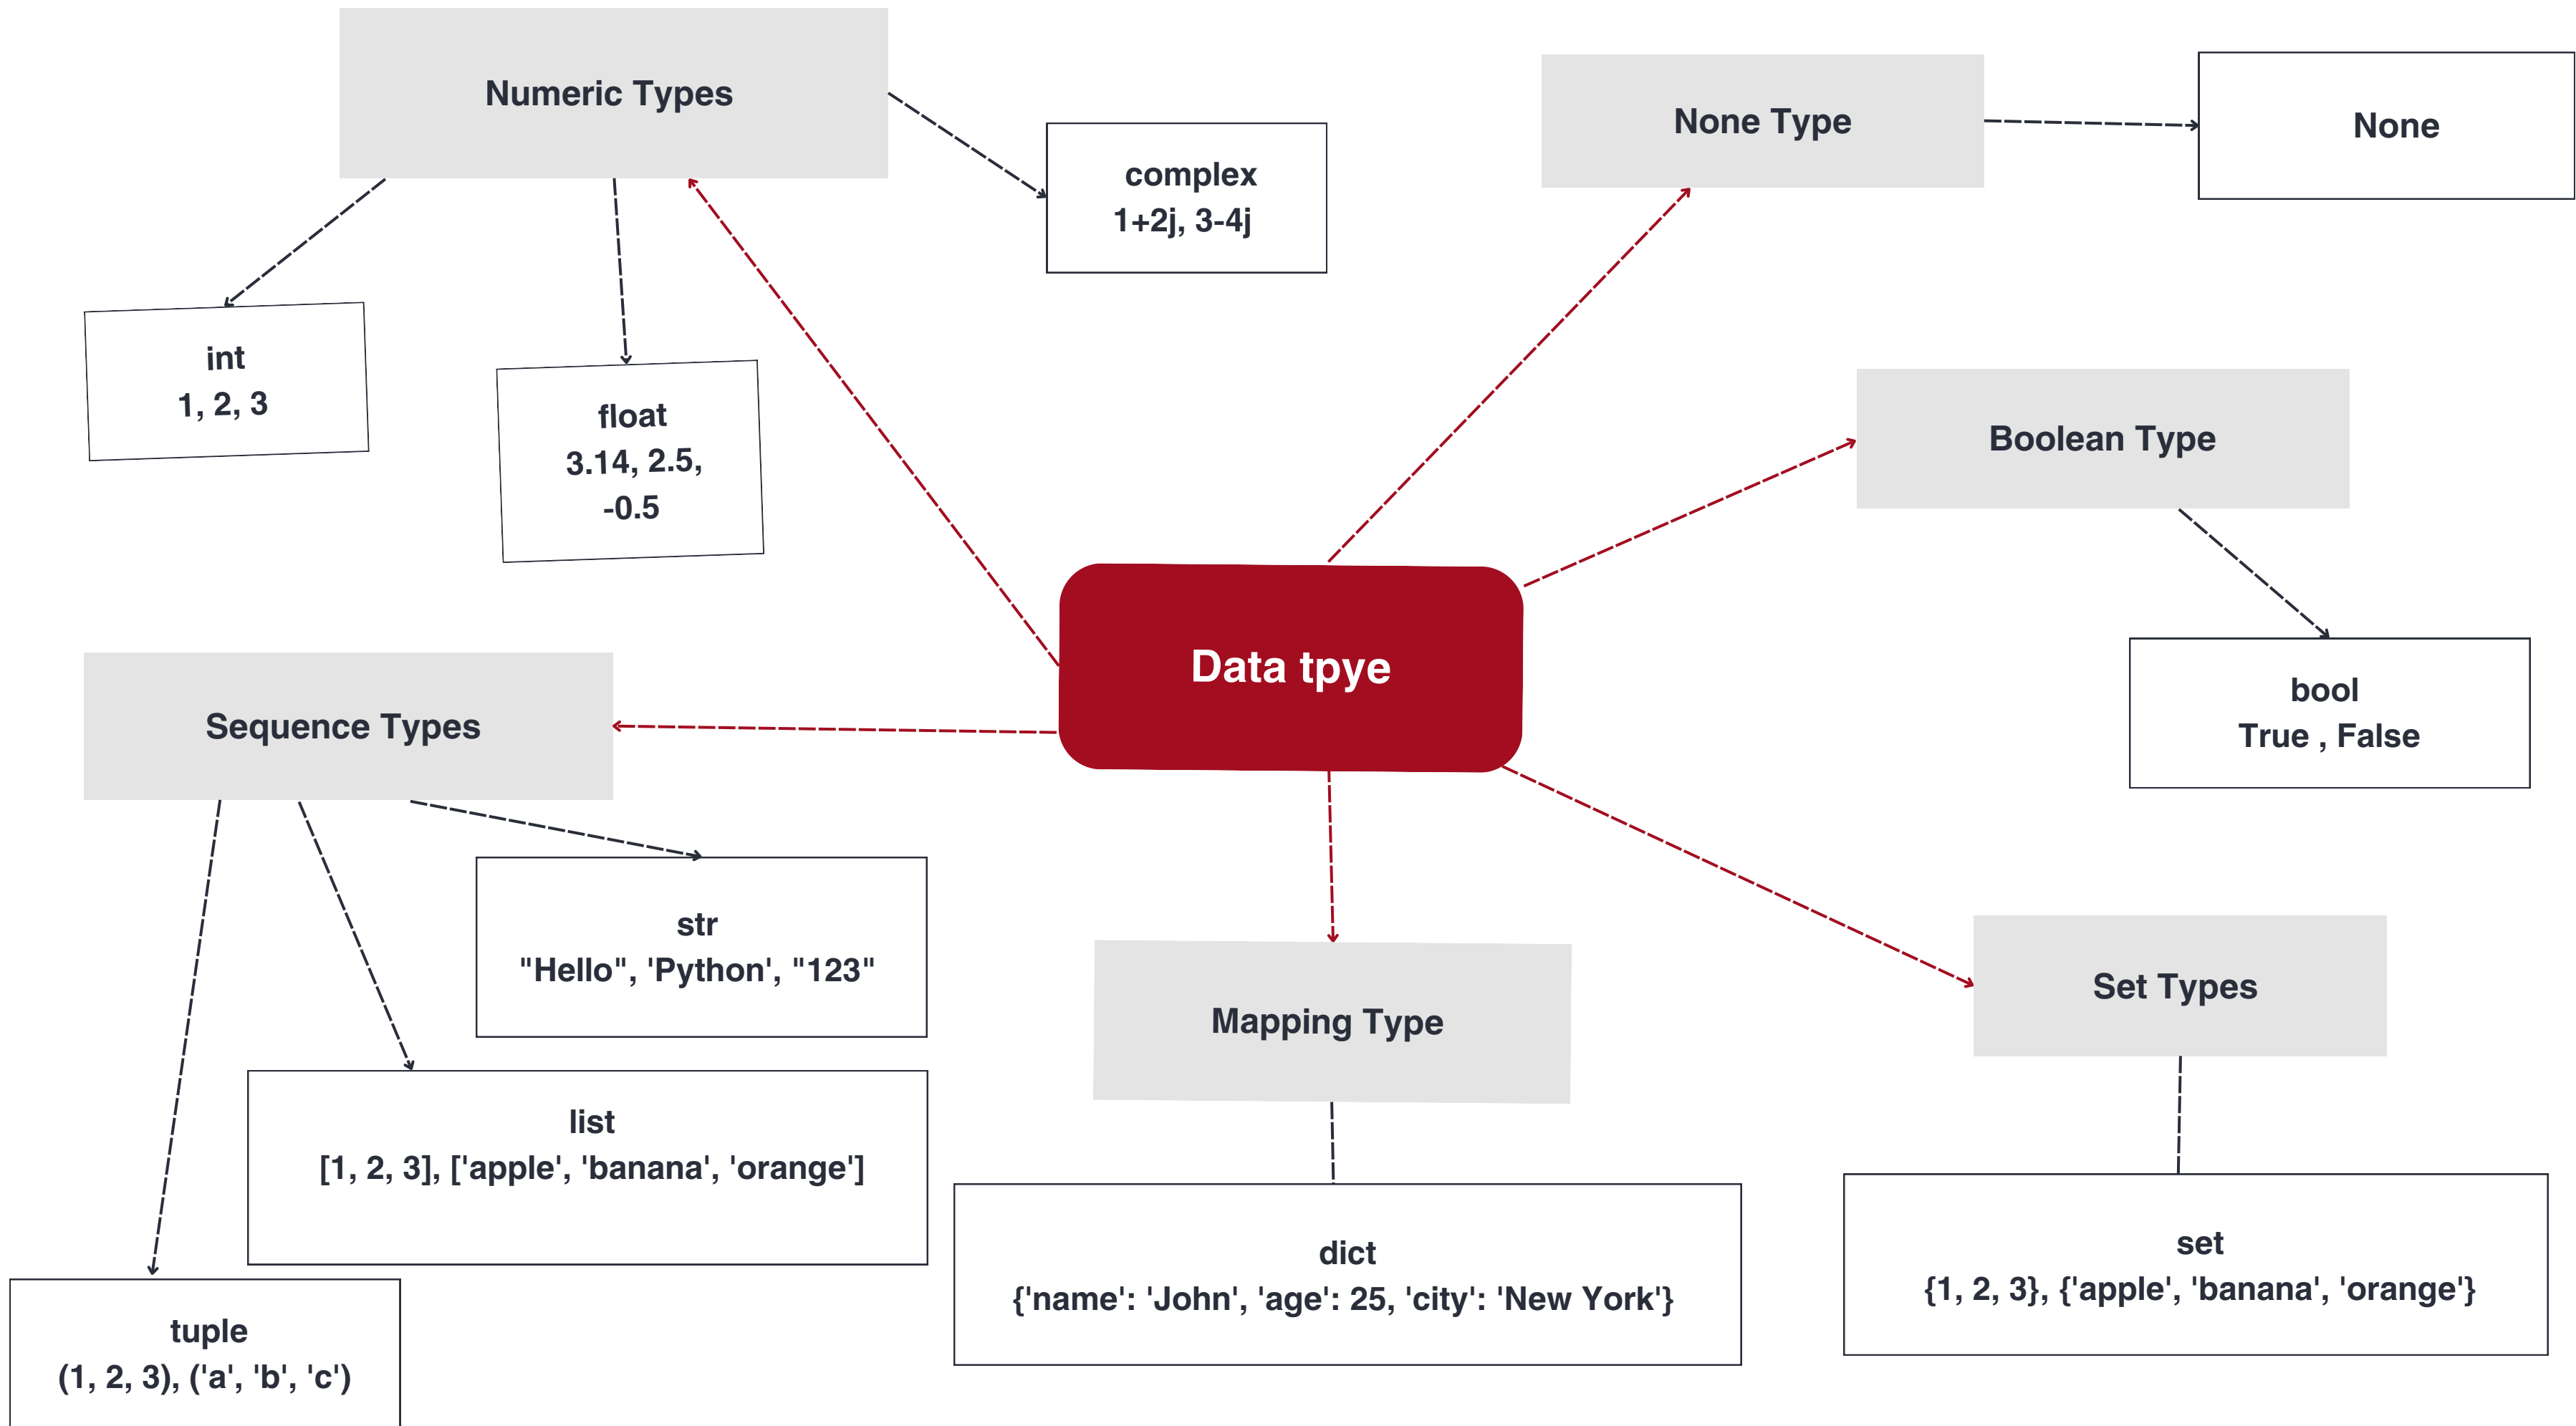 Numeric Types
None Type
None
complex
1+2j, 3-4j
int
1, 2, 3
float
3.14, 2.5,
-0.5
Boolean Type
Data tpye
bool
True , False
Sequence Types
str
"Hello", 'Python', "123"
list
[1, 2, 3], ['apple', 'banana', 'orange']
tuple
(1, 2, 3), ('a', 'b', 'c')
Mapping Type
dict
{'name': 'John', 'age': 25, 'city': 'New York'}
Set Types
set
{1, 2, 3}, {'apple', 'banana', 'orange'}